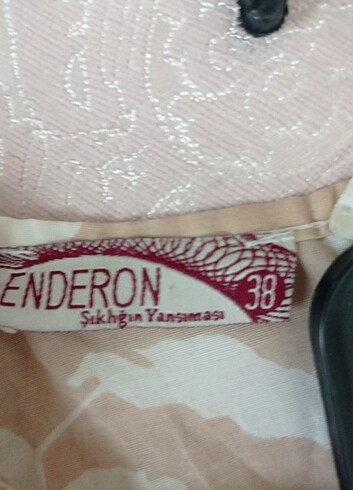 ENDERON
38
Şıklığın Yansıması